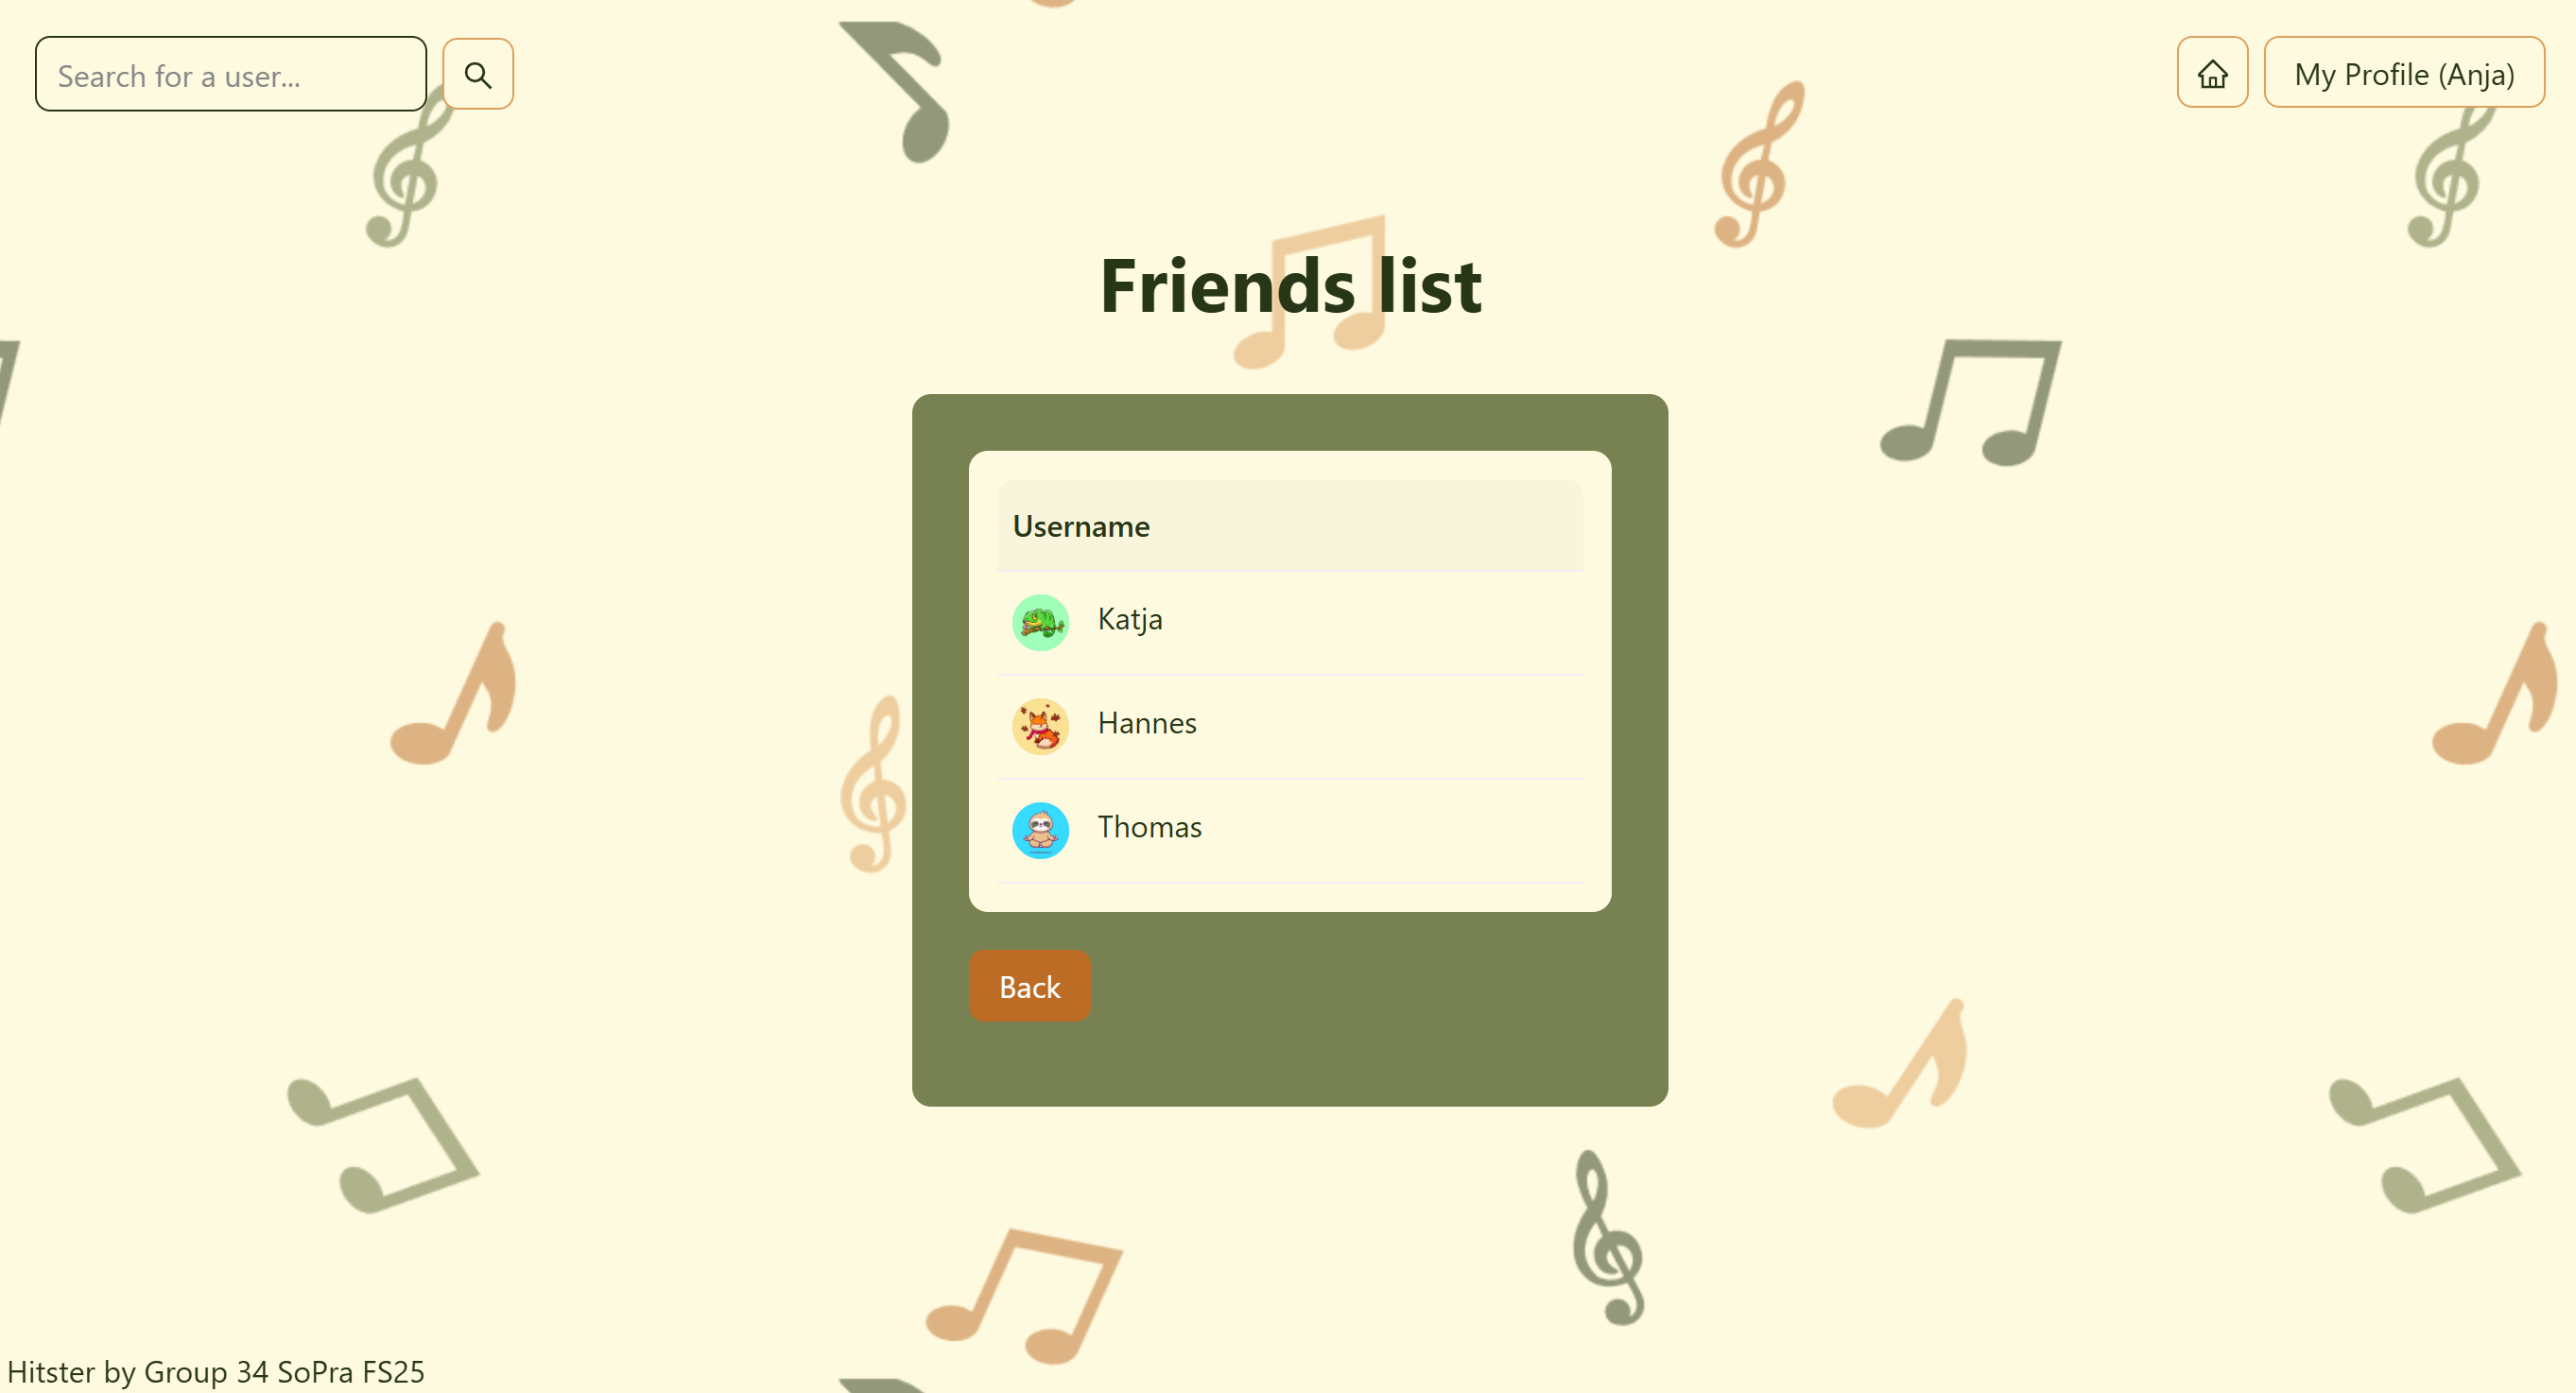 Search for a user...
My Profile (Anja)
Friends list
Username
Katja
Hannes
Thomas
Back
Hitster by Group 34 SoPra FS25